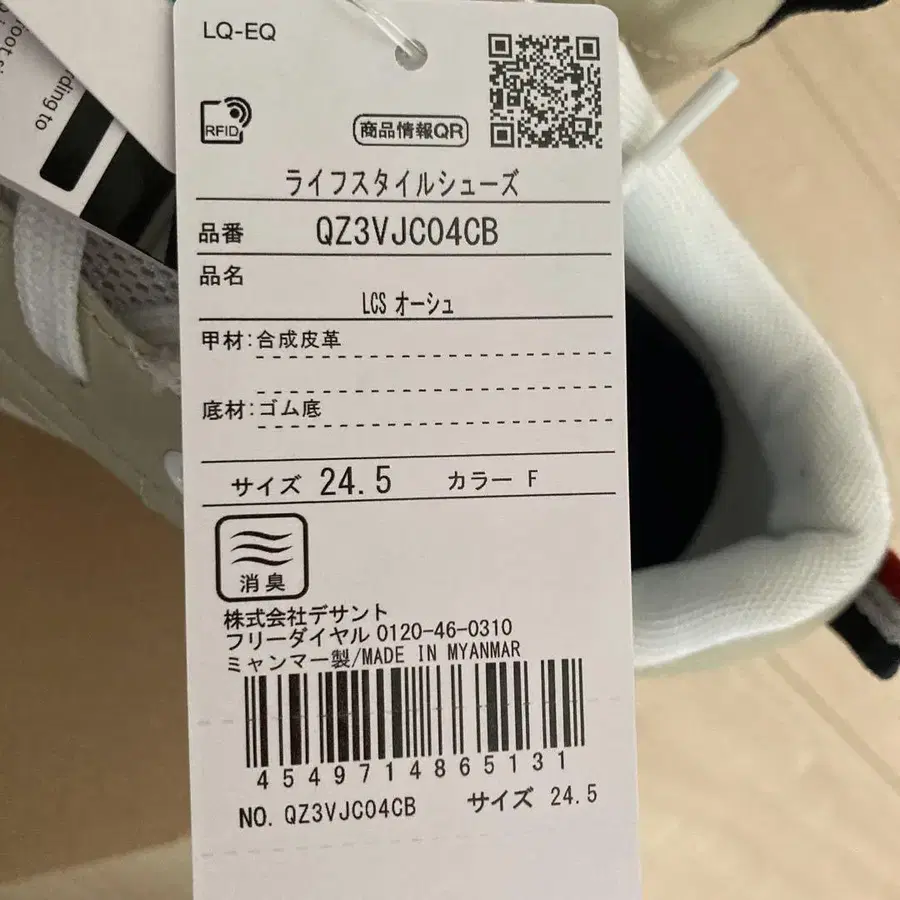 LQ-EQ
RFID
商品情報QR
ライフスタイルシューズ
品番 QZ3VJC04CB
品名
LCS オーシュ
甲材:合成皮革
底材:ゴム底
サイズ 24.5 カラー F
消臭
株式会社デサント
フリーダイヤル 0120-46-0310
ミャンマー製/MADE IN MYANMAR
4549714865131
NO. QZ3VJC04CB サイズ 24.5
rding to